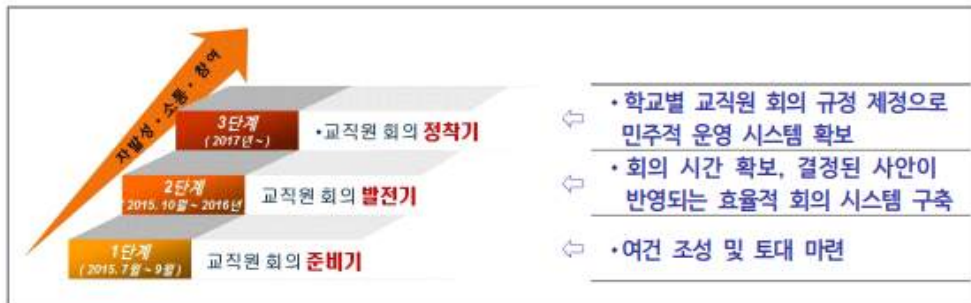 자발성·소통·참여
3단계
(2017년~)
•교직원 회의 정착기
•학교별 교직원 회의 규정 제정으로
민주적 운영 시스템 확보
2단계
( 2015. 10월 ~ 2016년
교직원 회의 발전기
•회의 시간 확보, 결정된 사안이
반영되는 효율적 회의 시스템 구축
1단계
( 2015. 7월 ~ 9월 )
교직원 회의 준비기
•여건 조성 및 토대 마련